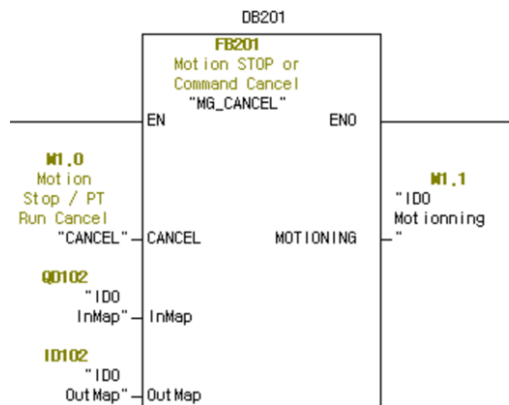 DB201
FB201
Motion STOP or
Command Cancel
"MG_CANCEL"
EN ENO
M1.0
Motion
Stop / PT
Run Cancel
"CANCEL" CANCEL
M1.1
"IDO
Motionning
"
MOTIONING
QD102
"IDO
InMap" InMap
ID102
"IDO
OutMap" OutMap